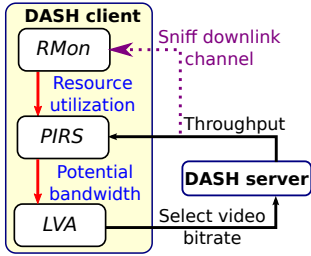 DASH client
RMon
Sniff downlink
channel
Resource
utilization
PIRS
Throughput
Potential
bandwidth
DASH server
LVA
Select video
bitrate